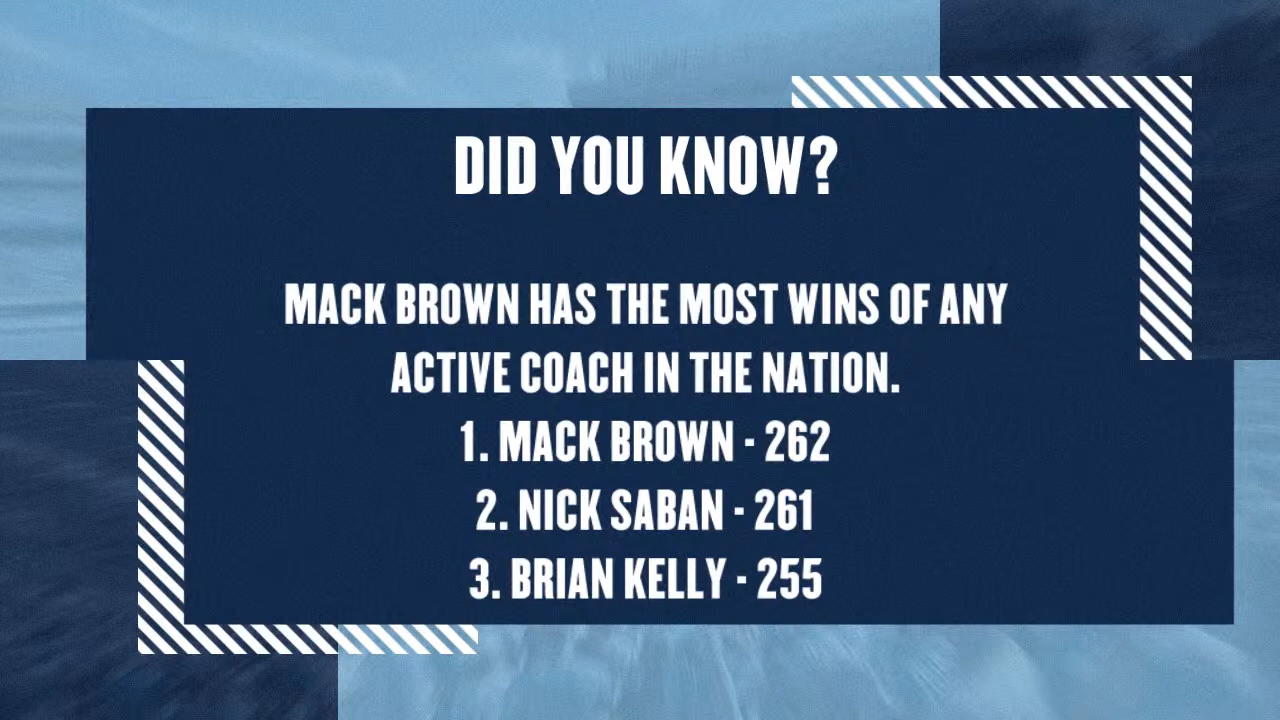 DID YOU KNOW?
MACK BROWN HAS THE MOST WINS OF ANY
ACTIVE COACH IN THE NATION.
1. MACK BROWN - 262
2. NICK SABAN - 261
3. BRIAN KELLY - 255